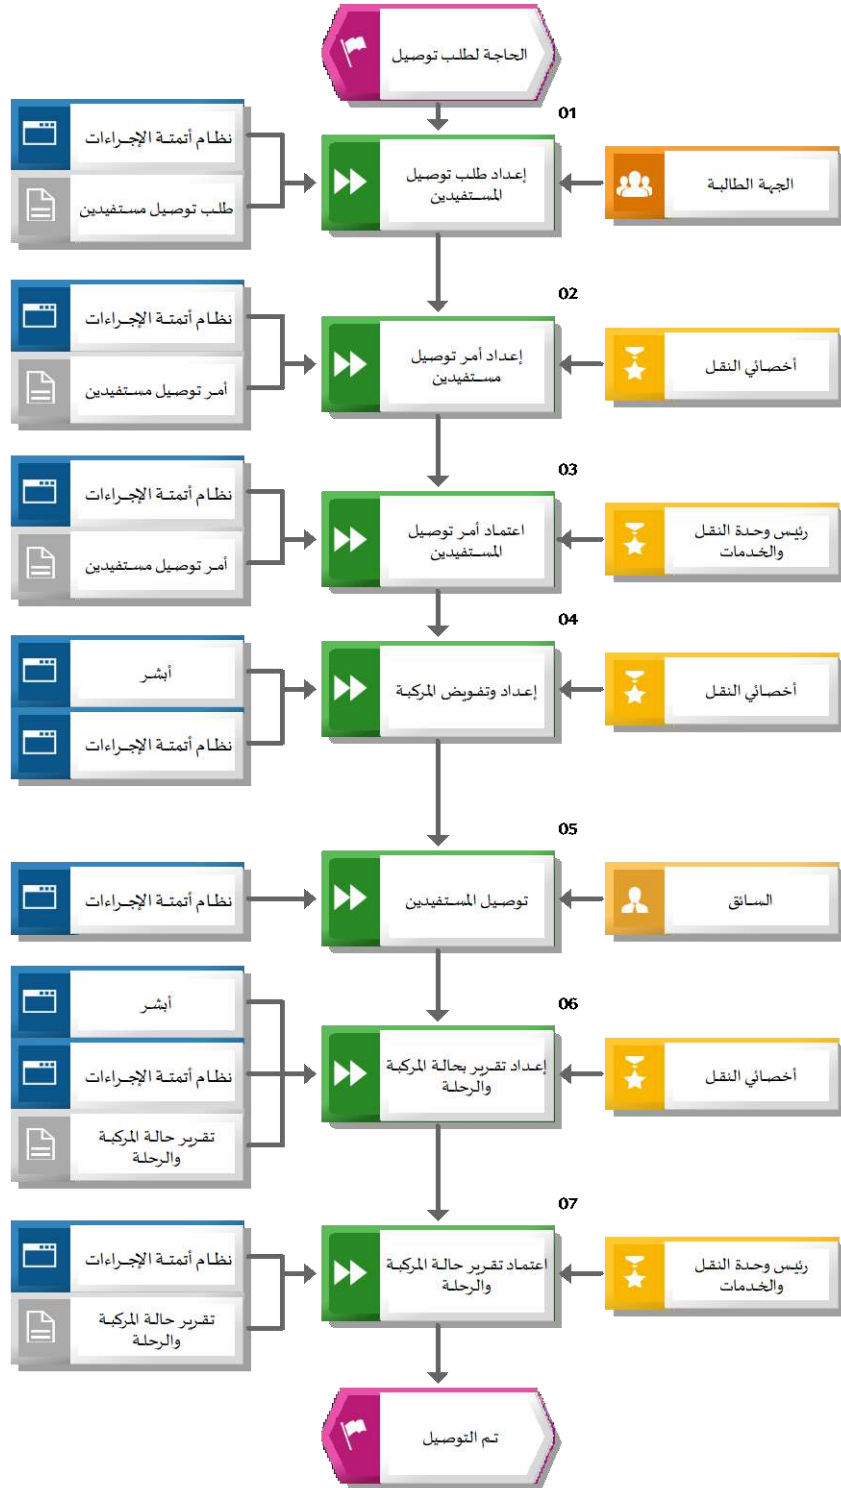 الحاجة لطلب توصيل
01
الجهة الطالبة
إعداد طلب توصيل
المستفيدين
نظام أتمتة الإجراءات
طلب توصيل مستفيدين
02
أخصائي النقل
إعداد أمر توصيل
مستفيدين
نظام أتمتة الإجراءات
أمر توصيل مستفيدين
03
رئيس وحدة النقل
والخدمات
اعتماد أمر توصيل
المستفيدين
نظام أتمتة الإجراءات
أمر توصيل مستفيدين
04
أخصائي النقل
إعداد وتفويض المركبة
أبشر
نظام أتمتة الإجراءات
05
السائق
توصيل المستفيدين
نظام أتمتة الإجراءات
06
أخصائي النقل
إعداد تقرير بحالة المركبة
والرحلة
أبشر
نظام أتمتة الإجراءات
تقرير حالة المركبة
والرحلة
07
رئيس وحدة النقل
والخدمات
اعتماد تقرير حالة المركبة
والرحلة
نظام أتمتة الإجراءات
تقرير حالة المركبة
والرحلة
تم التوصيل